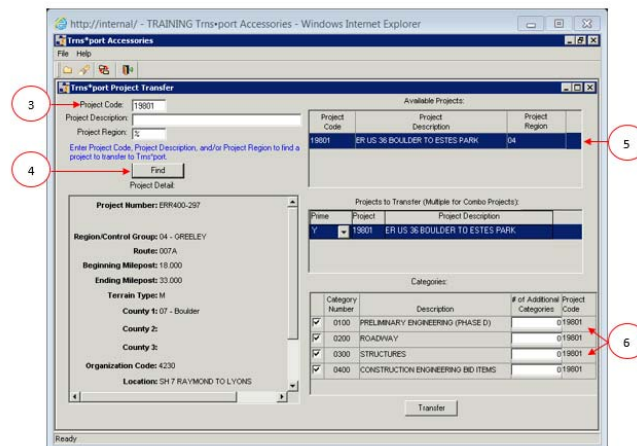 http://internal/ - TRAINING Trns•port Accessories - Windows Internet Explorer
Trns*port Accessories
File Help
Trns*port Project Transfer
3
Project Code: 19801
Project Description:
Project Region: %
Enter Project Code, Project Description, and/or Project Region to find a
project to transfer to Trns*port.
4
Find
Project Detail:
Project Number: ERR400-297
Region/Control Group: 04 - GREELEY
Route: 007A
Beginning Milepost: 18.000
Ending Milepost: 33.000
Terrain Type: M
County 1: 07 - Boulder
County 2:
County 3:
Organization Code: 4230
Location: SH 7 RAYMOND TO LYONS
Available Projects:
Project Code Project Description Project Region
19801 ER US 36 BOULDER TO ESTES PARK 04
5
Projects to Transfer (Multiple for Combo Projects):
Prime Project Project Description
Y 19801 ER US 36 BOULDER TO ESTES PARK
Categories:
Category Number Description # of Additional Categories Project Code
0100 PRELIMINARY ENGINEERING (PHASE D) 0 19801
0200 ROADWAY 0 19801
0300 STRUCTURES 0 19801
0400 CONSTRUCTION ENGINEERING BID ITEMS 0 19801
6
Transfer
Ready